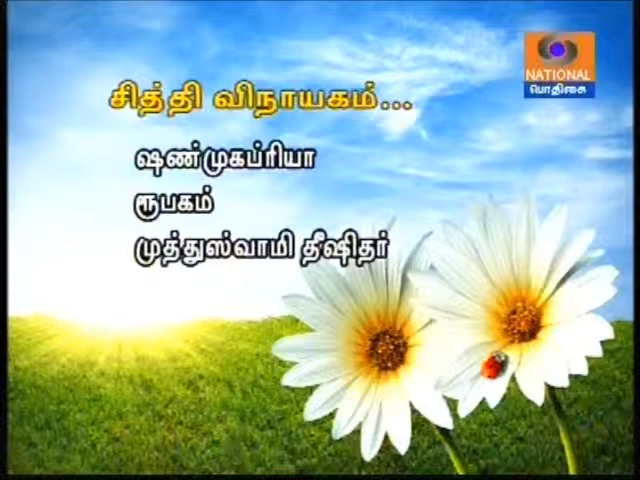 NATIONAL
பொதிகை
சித்தி விநாயகம்...
ஷண்முகப்ரியா
ரூபகம்
முத்துஸ்வாமி தீஷிதர்